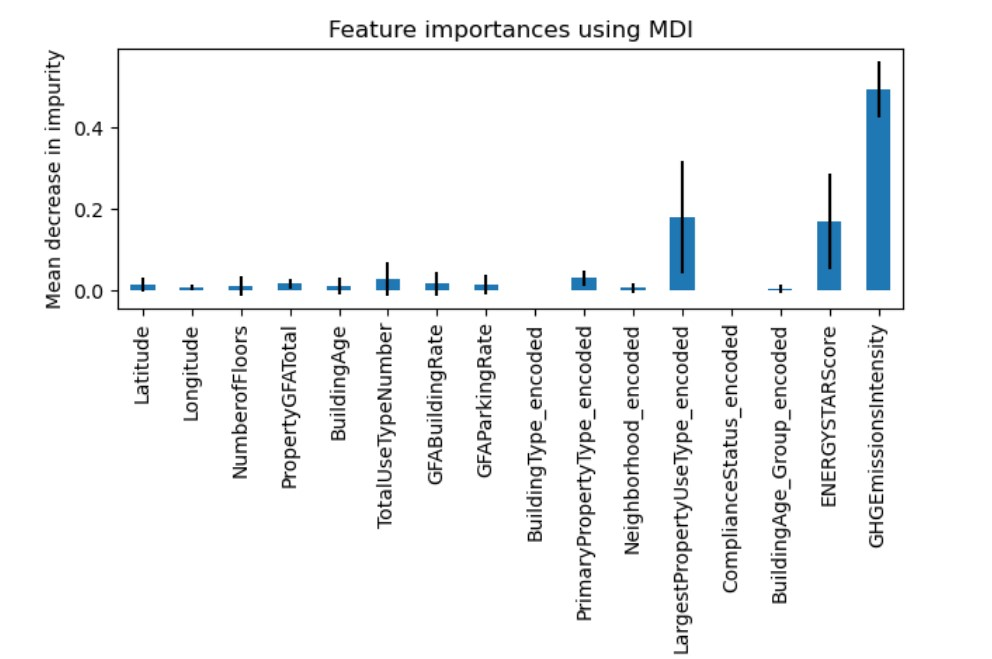 Feature importances using MDI
Mean decrease in impurity
0.4
0.2
0.0
Latitude
Longitude
NumberofFloors
PropertyGFATotal
BuildingAge
TotalUseTypeNumber
GFABuildingRate
GFAParkingRate
BuildingType_encoded
PrimaryPropertyType_encoded
Neighborhood_encoded
LargestPropertyUseType_encoded
ComplianceStatus_encoded
BuildingAge_Group_encoded
ENERGYSTARScore
GHGEmissionsIntensity